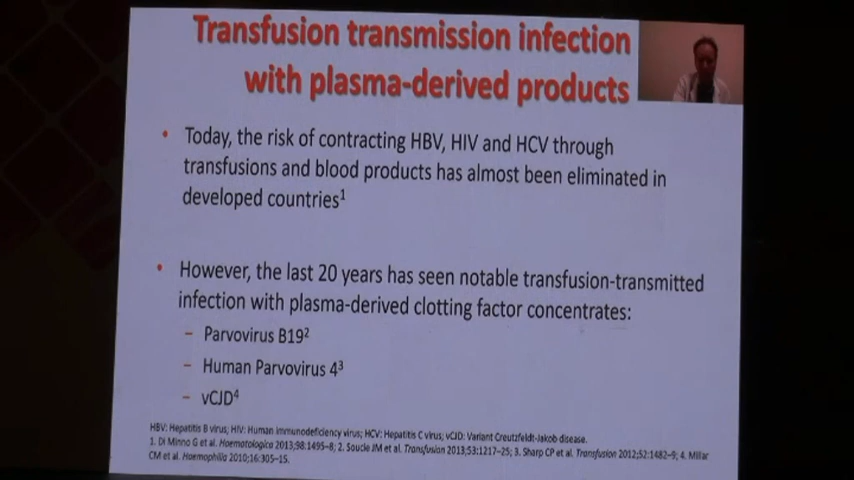 Transfusion transmission infection
with plasma-derived products
• Today, the risk of contracting HBV, HIV and HCV through
transfusions and blood products has almost been eliminated in
developed countries¹
• However, the last 20 years has seen notable transfusion-transmitted
infection with plasma-derived clotting factor concentrates:
– Parvovirus B19²
– Human Parvovirus 4³
– vCJD⁴
HBV: Hepatitis B virus; HIV: Human immunodeficiency virus; HCV: Hepatitis C virus; vCJD: Variant Creutzfeldt-Jakob disease.
1. Di Minno G et al. Haematologica 2013;98:1495–8; 2. Soucie JM et al. Transfusion 2013;53:1217–25; 3. Sharp CP et al. Transfusion 2012;52:1482–9; 4. Millar
CM et al. Haemophilia 2010;16:305–15.